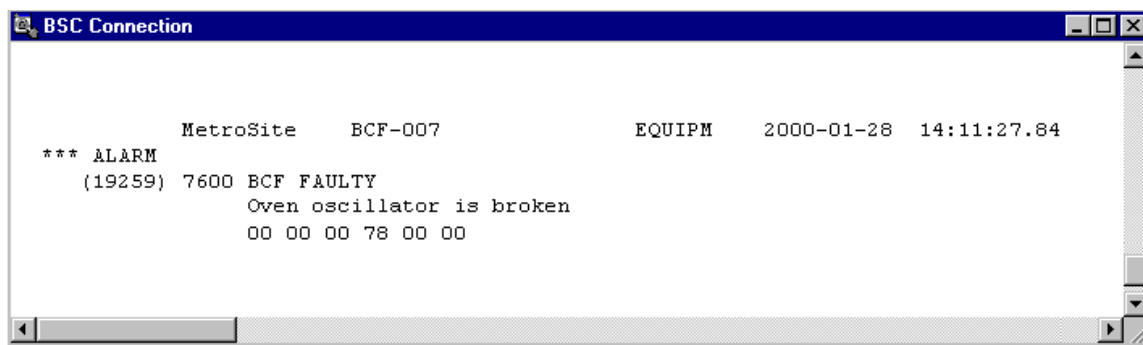 BSC Connection
MetroSite BCF-007 EQUIPM 2000-01-28 14:11:27.84
*** ALARM
(19259) 7600 BCF FAULTY
Oven oscillator is broken
00 00 00 78 00 00